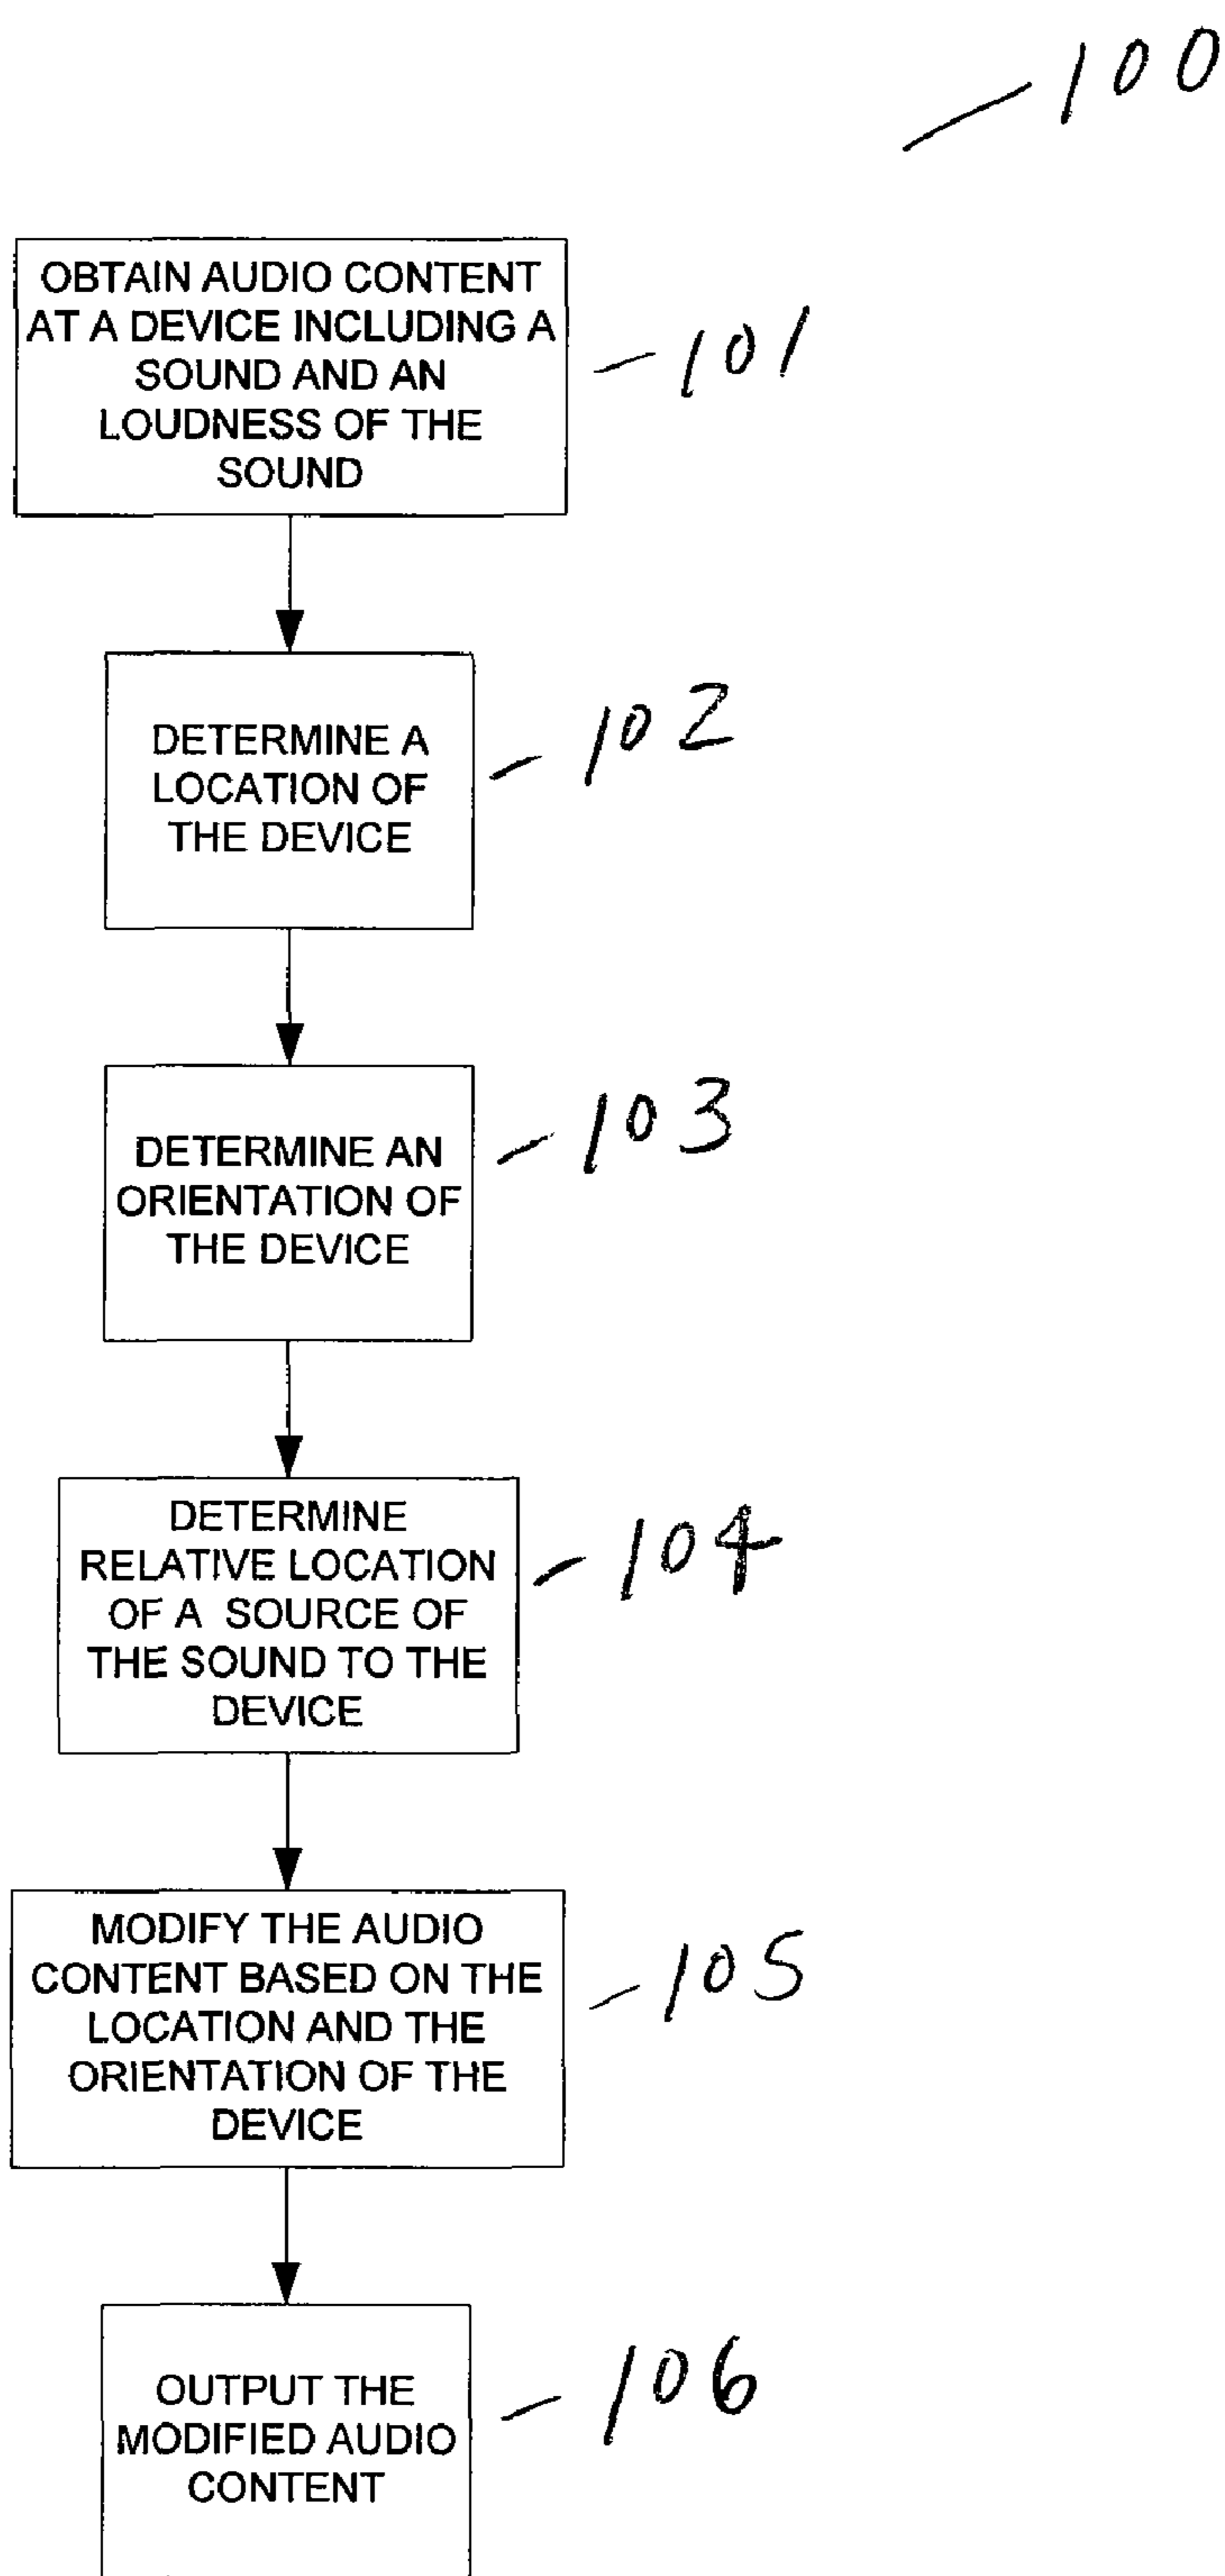 100
OBTAIN AUDIO CONTENT
AT A DEVICE INCLUDING A
SOUND AND AN
LOUDNESS OF THE
SOUND
101
DETERMINE A
LOCATION OF
THE DEVICE
102
DETERMINE AN
ORIENTATION OF
THE DEVICE
103
DETERMINE
RELATIVE LOCATION
OF A SOURCE OF
THE SOUND TO THE
DEVICE
104
MODIFY THE AUDIO
CONTENT BASED ON THE
LOCATION AND THE
ORIENTATION OF THE
DEVICE
105
OUTPUT THE
MODIFIED AUDIO
CONTENT
106